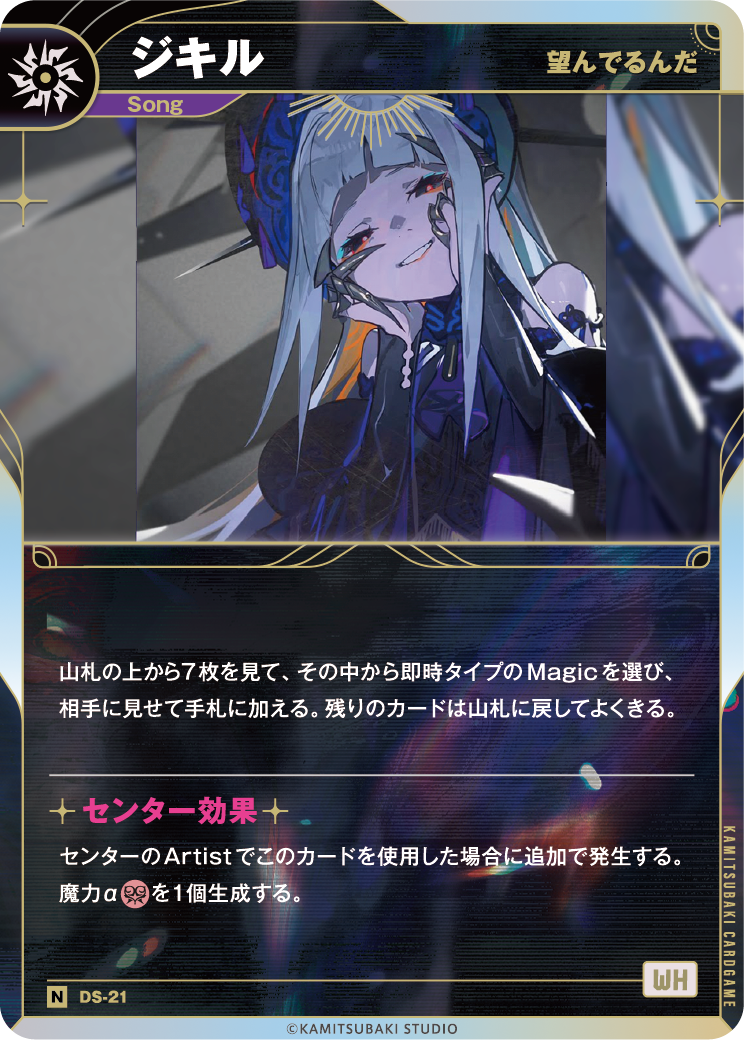 ジキル
望んでるんだ
Song
山札の上から7枚を見て、その中から即時タイプのMagicを選び、
相手に見せて手札に加える。残りのカードは山札に戻してよくきる。
センター効果
センターのArtistでこのカードを使用した場合に追加で発生する。
魔力αを1個生成する。
KAMITSUBAKI CARDGAME
WH
N DS-21
©KAMITSUBAKI STUDIO